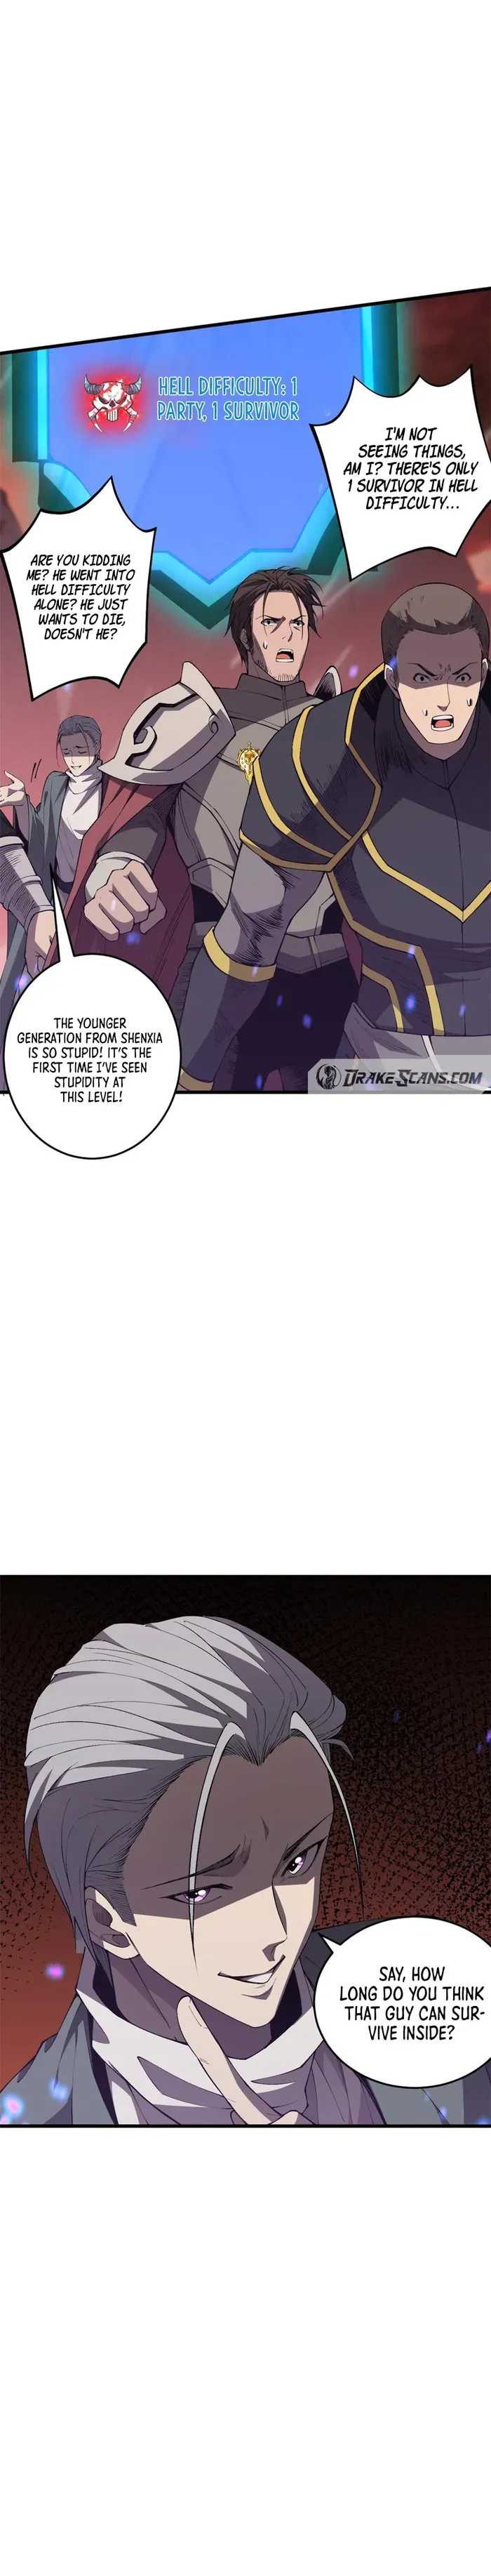 HELL DIFFICULTY: 1
PARTY, 1 SURVIVOR
I'M NOT
SEEING THINGS,
AM I? THERE'S ONLY
1 SURVIVOR IN HELL
DIFFICULTY...
ARE YOU KIDDING
ME? HE WENT INTO
HELL DIFFICULTY
ALONE? HE JUST
WANTS TO DIE,
DOESN'T HE?
THE YOUNGER
GENERATION FROM SHENXIA
IS SO STUPID! IT'S THE
FIRST TIME I'VE SEEN
STUPIDITY AT
THIS LEVEL!
DRAKESCANS.COM
SAY, HOW
LONG DO YOU THINK
THAT GUY CAN SUR-
VIVE INSIDE?